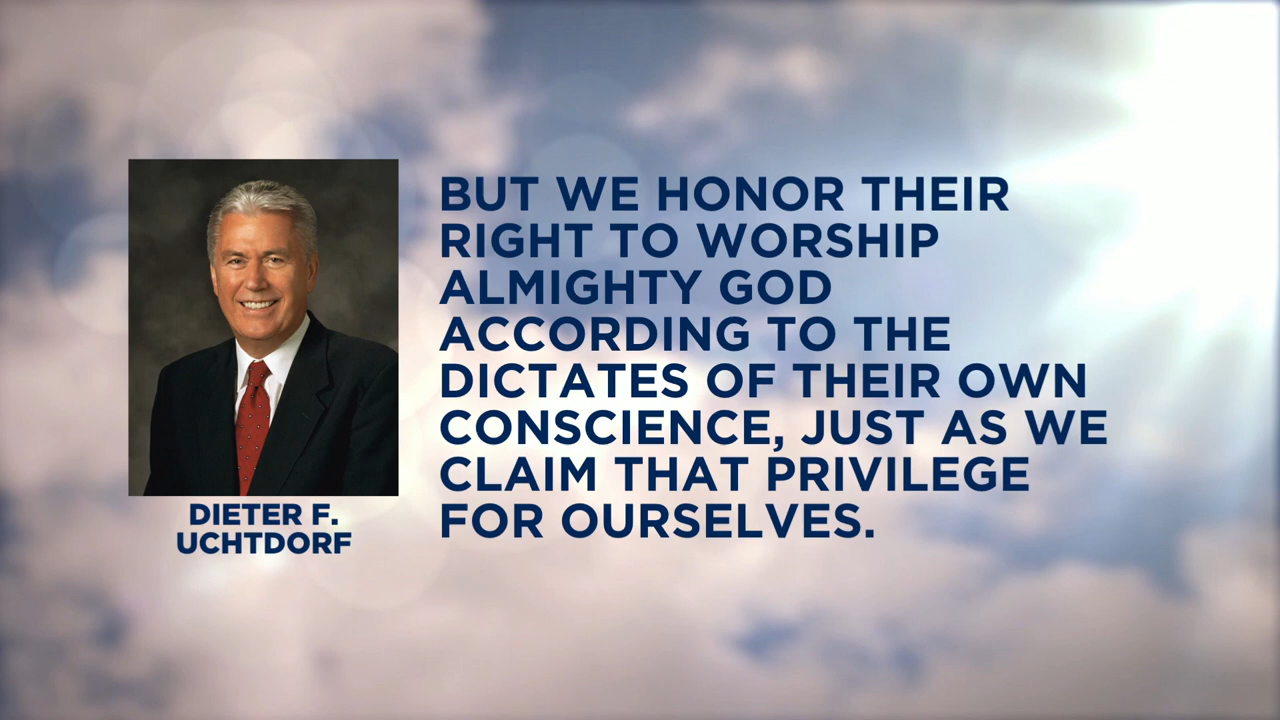 BUT WE HONOR THEIR
RIGHT TO WORSHIP
ALMIGHTY GOD
ACCORDING TO THE
DICTATES OF THEIR OWN
CONSCIENCE, JUST AS WE
CLAIM THAT PRIVILEGE
FOR OURSELVES.
DIETER F.
UCHTDORF